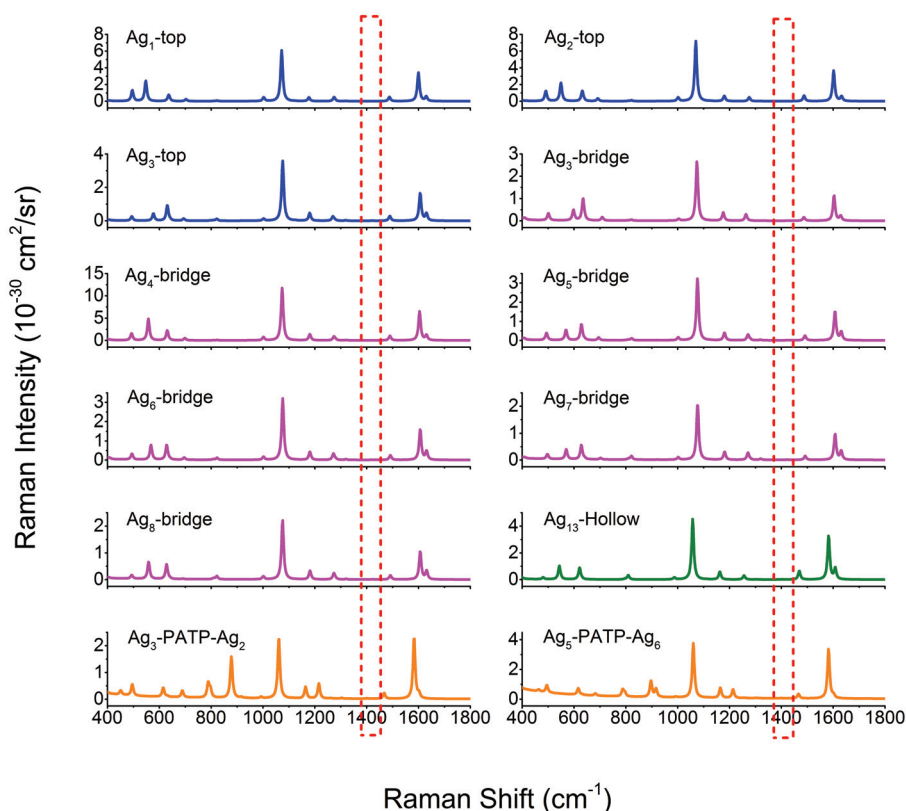 Raman Intensity (10⁻³⁰ cm²/sr)
Ag₁-top
8
6
4
2
0
Ag₂-top
8
6
4
2
0
Ag₃-top
4
2
0
Ag₃-bridge
3
2
1
0
Ag₄-bridge
15
10
5
0
Ag₅-bridge
3
2
1
0
Ag₆-bridge
3
2
1
0
Ag₇-bridge
2
1
0
Ag₈-bridge
2
1
0
Ag₁₃-Hollow
4
2
0
Ag₃-PATP-Ag₂
2
1
0
400 600 800 1000 1200 1400 1600 1800
Ag₅-PATP-Ag₆
4
2
0
400 600 800 1000 1200 1400 1600 1800
Raman Shift (cm⁻¹)